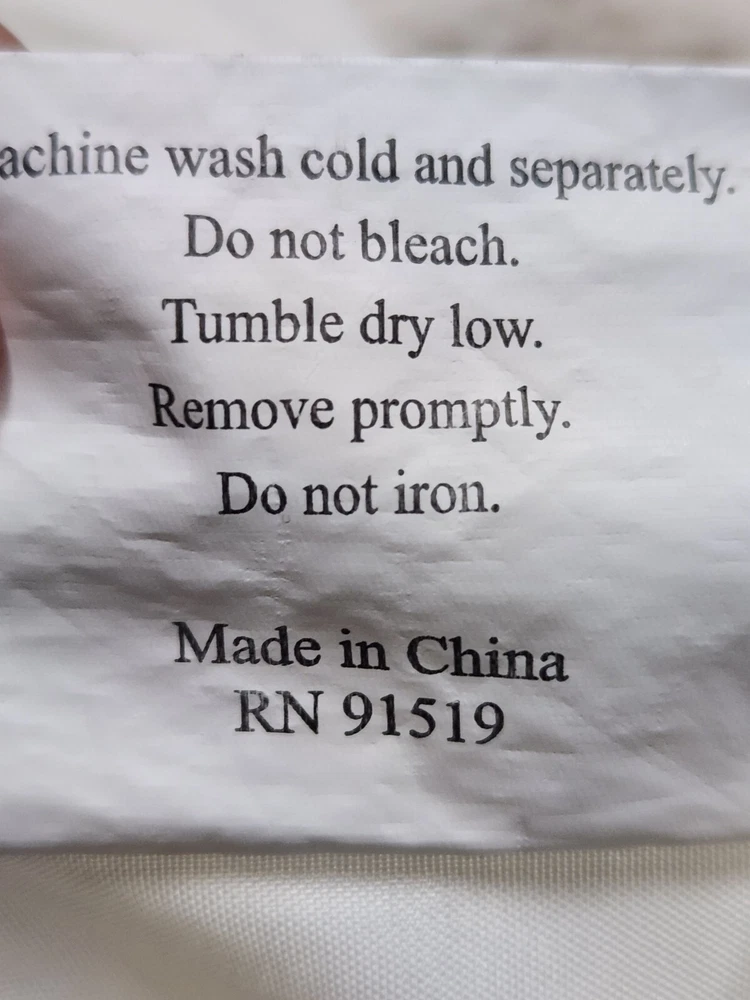 achine wash cold and separately.
Do not bleach.
Tumble dry low.
Remove promptly.
Do not iron.
Made in China
RN 91519